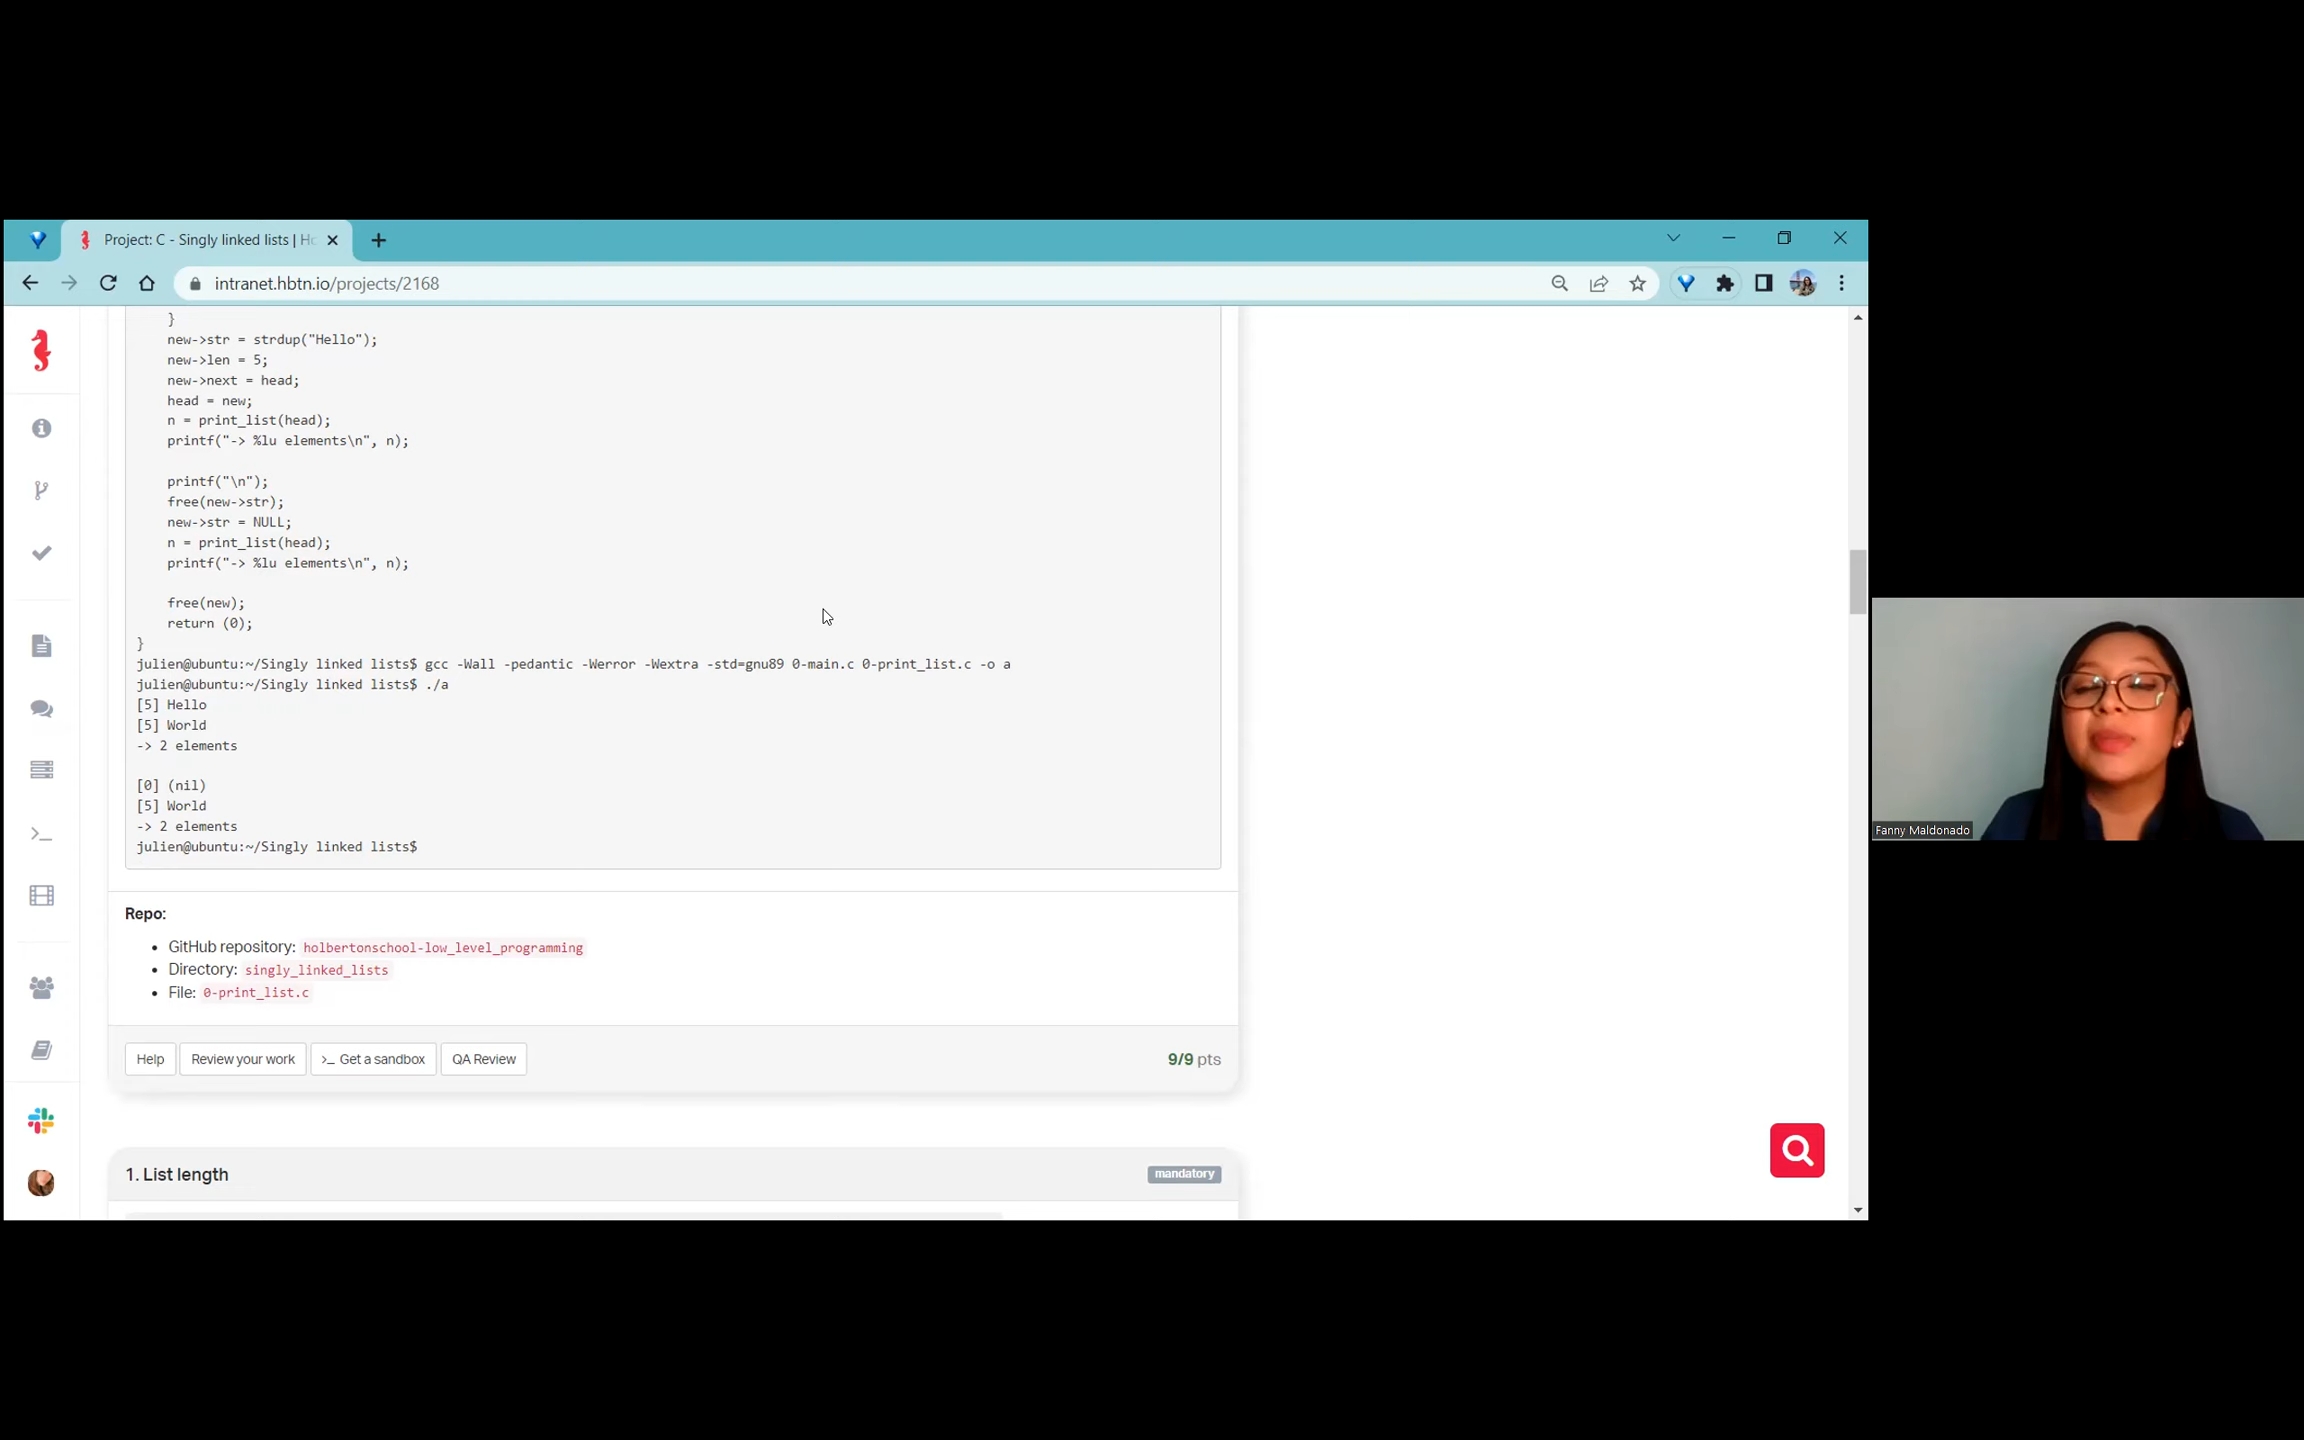 Project: C - Singly linked lists | Ho
intranet.hbtn.io/projects/2168
}
new->str = strdup("Hello");
new->len = 5;
new->next = head;
head = new;
n = print_list(head);
printf("-> %lu elements\n", n);
printf("\n");
free(new->str);
new->str = NULL;
n = print_list(head);
printf("-> %lu elements\n", n);
free(new);
return (0);
}
julien@ubuntu:~/Singly linked lists$ gcc -Wall -pedantic -Werror -Wextra -std=gnu89 0-main.c 0-print_list.c -o a
julien@ubuntu:~/Singly linked lists$ ./a
[5] Hello
[5] World
-> 2 elements
[0] (nil)
[5] World
-> 2 elements
julien@ubuntu:~/Singly linked lists$
Fanny Maldonado
Repo:
• GitHub repository: holbertonschool-low_level_programming
• Directory: singly_linked_lists
• File: 0-print_list.c
Help Review your work >_ Get a sandbox QA Review 9/9 pts
1. List length mandatory